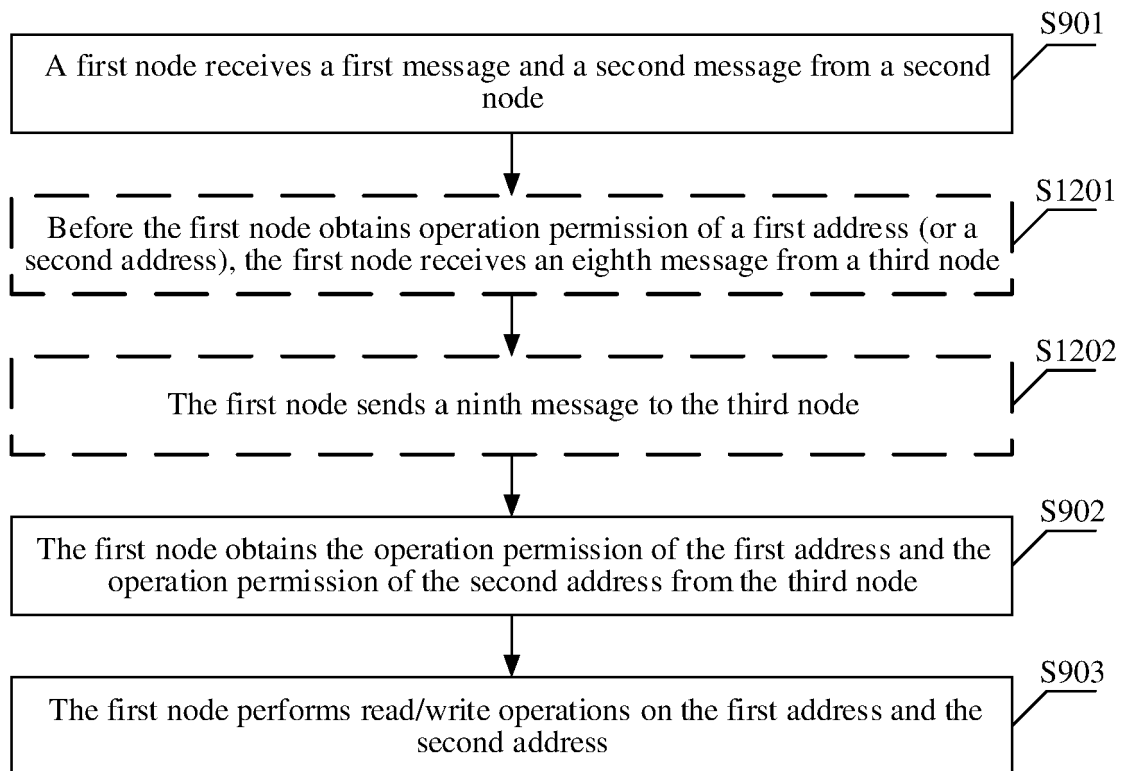 S901
A first node receives a first message and a second message from a second
node
S1201
Before the first node obtains operation permission of a first address (or a
second address), the first node receives an eighth message from a third node
S1202
The first node sends a ninth message to the third node
S902
The first node obtains the operation permission of the first address and the
operation permission of the second address from the third node
S903
The first node performs read/write operations on the first address and the
second address